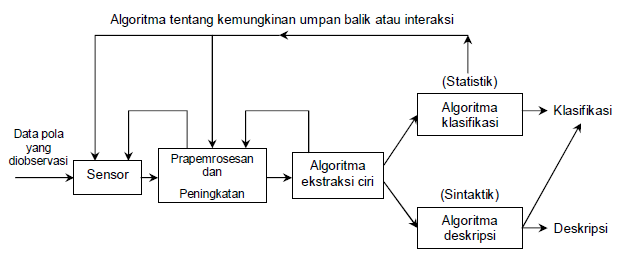 Algoritma tentang kemungkinan umpan balik atau interaksi
(Statistik)
Algoritma
klasifikasi
Klasifikasi
Data pola
yang
diobservasi
Sensor
Prapemrosesan
dan
Peningkatan
Algoritma
ekstraksi ciri
(Sintaktik)
Algoritma
deskripsi
Deskripsi